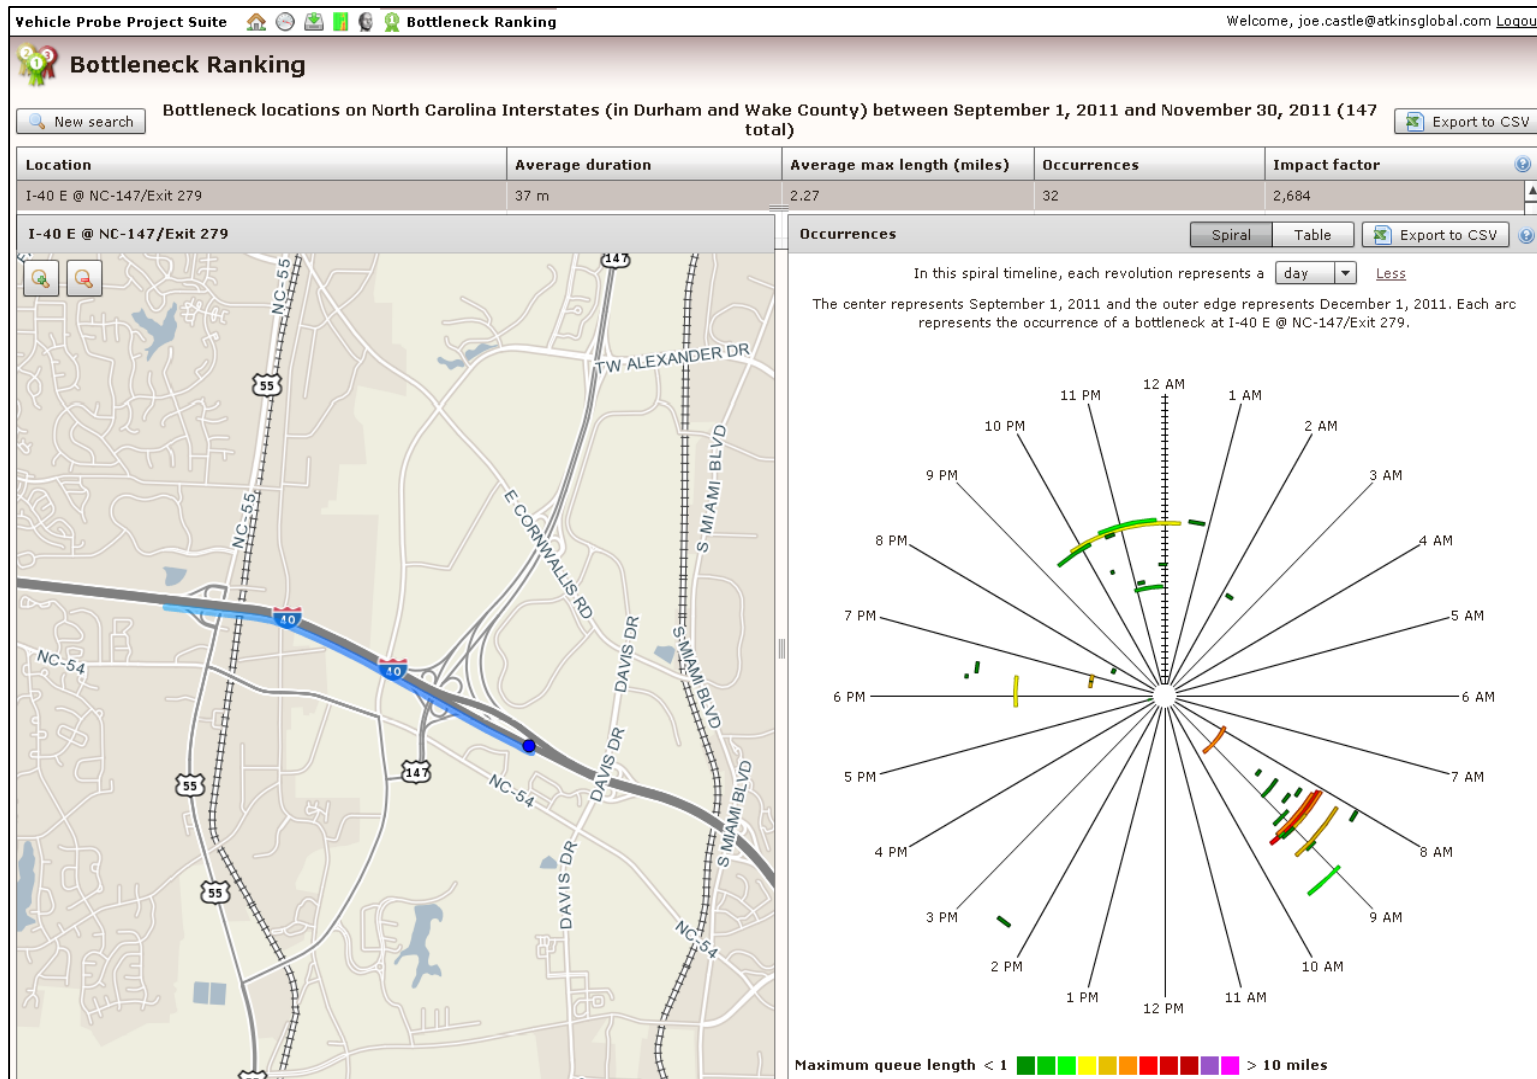 Vehicle Probe Project Suite
Bottleneck Ranking
Welcome, joe.castle@atkinsglobal.com Logou
Bottleneck Ranking
New search
Bottleneck locations on North Carolina Interstates (in Durham and Wake County) between September 1, 2011 and November 30, 2011 (147
total)
Export to CSV
Location Average duration Average max length (miles) Occurrences Impact factor
I-40 E @ NC-147/Exit 279 37 m 2.27 32 2,684
I-40 E @ NC-147/Exit 279
NC-55
147
TW ALEXANDER DR
55
S MIAMI BLVD
NC-55
E CORNWALLIS RD
40
40
NC-54
DAVIS DR
S MIAMI BLVD
147
NC-54
DAVIS DR
55
S MIAMI BLVD
55
DAVIS DR
NC-54
Occurrences
Spiral
Table
Export to CSV
In this spiral timeline, each revolution represents a day Less
The center represents September 1, 2011 and the outer edge represents December 1, 2011. Each arc
represents the occurrence of a bottleneck at I-40 E @ NC-147/Exit 279.
12 AM
1 AM
2 AM
3 AM
4 AM
5 AM
6 AM
7 AM
8 AM
9 AM
10 AM
11 AM
12 PM
1 PM
2 PM
3 PM
4 PM
5 PM
6 PM
7 PM
8 PM
9 PM
10 PM
11 PM
Maximum queue length < 1 > 10 miles